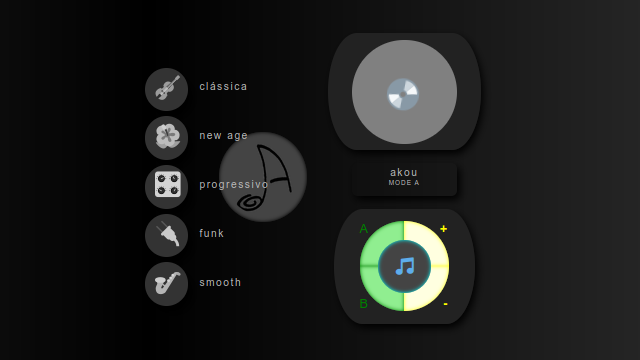 clássica
new age
progressivo
funk
smooth
akou
MODE A
A +
B -